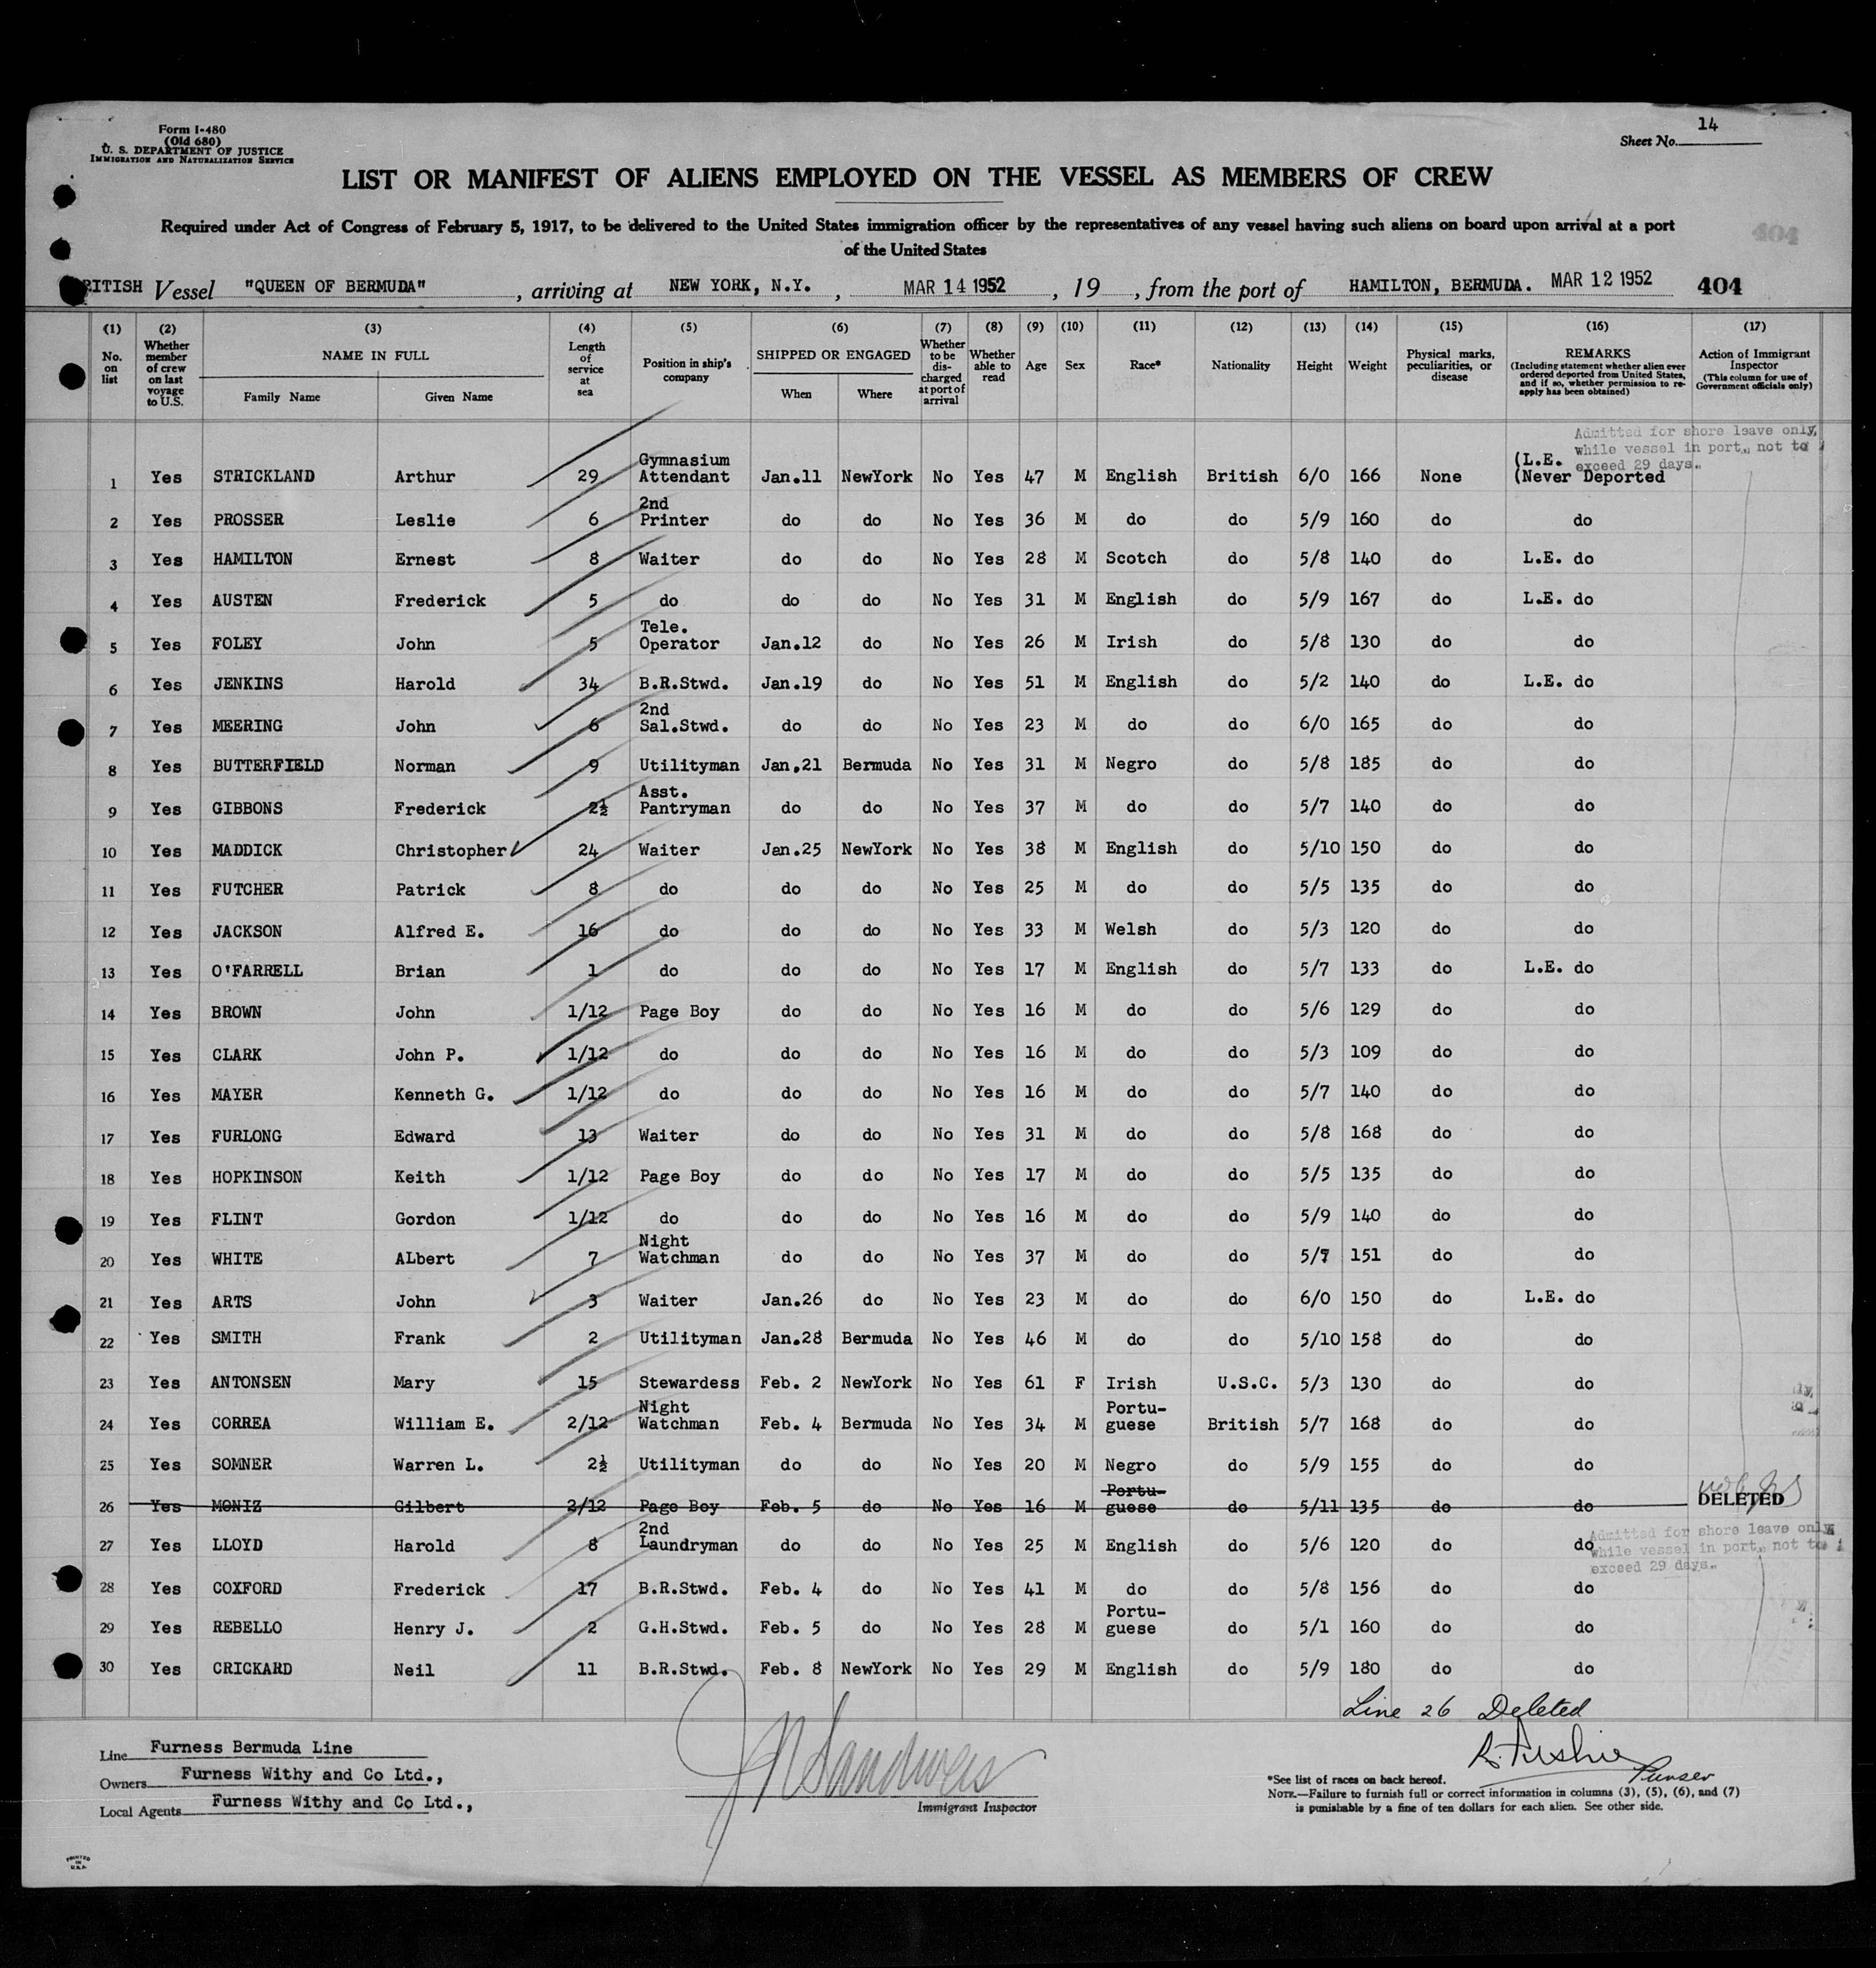 Form I-480
(Old 680)
U. S. DEPARTMENT OF JUSTICE
IMMIGRATION AND NATURALIZATION SERVICE
Sheet No. 14
LIST OR MANIFEST OF ALIENS EMPLOYED ON THE VESSEL AS MEMBERS OF CREW
Required under Act of Congress of February 5, 1917, to be delivered to the United States immigration officer by the representatives of any vessel having such aliens on board upon arrival at a port
of the United States
404
RITISH Vessel "QUEEN OF BERMUDA", arriving at NEW YORK, N.Y., MAR 14 1952, 19 , from the port of HAMILTON, BERMUDA. MAR 12 1952 404
(1) No. on list
(2) Whether member of crew on last voyage to U.S.
(3) NAME IN FULL
Family Name Given Name
(4) Length of service at sea
(5) Position in ship's company
(6) SHIPPED OR ENGAGED
When Where
(7) Whether to be discharged at port of arrival
(8) Whether able to read
(9) Age
(10) Sex
(11) Race*
(12) Nationality
(13) Height
(14) Weight
(15) Physical marks, peculiarities, or disease
(16) REMARKS
(Including statement whether alien ever ordered deported from United States, and if so, whether permission to re-apply has been obtained)
(17) Action of Immigrant Inspector
(This column for use of Government officials only)
Admitted for shore leave only, while vessel in port, not to exceed 29 days.
1 Yes STRICKLAND Arthur 29 Gymnasium Attendant Jan.11 NewYork No Yes 47 M English British 6/0 166 None (L.E. (Never Deported
2 Yes PROSSER Leslie 6 2nd Printer do do No Yes 36 M do do 5/9 160 do do
3 Yes HAMILTON Ernest 8 Waiter do do No Yes 28 M Scotch do 5/8 140 do L.E. do
4 Yes AUSTEN Frederick 5 do do do No Yes 31 M English do 5/9 167 do L.E. do
5 Yes FOLEY John 5 Tele. Operator Jan.12 do No Yes 26 M Irish do 5/8 130 do do
6 Yes JENKINS Harold 34 B.R.Stwd. Jan.19 do No Yes 51 M English do 5/2 140 do L.E. do
7 Yes MEERING John 6 2nd Sal.Stwd. do do No Yes 23 M do do 6/0 165 do do
8 Yes BUTTERFIELD Norman 9 Utilityman Jan.21 Bermuda No Yes 31 M Negro do 5/8 185 do do
9 Yes GIBBONS Frederick 2½ Asst. Pantryman do do No Yes 37 M do do 5/7 140 do do
10 Yes MADDICK Christopher 24 Waiter Jan.25 NewYork No Yes 38 M English do 5/10 150 do do
11 Yes FUTCHER Patrick 8 do do do No Yes 25 M do do 5/5 135 do do
12 Yes JACKSON Alfred E. 16 do do do No Yes 33 M Welsh do 5/3 120 do do
13 Yes O'FARRELL Brian 1 do do do No Yes 17 M English do 5/7 133 do L.E. do
14 Yes BROWN John 1/12 Page Boy do do No Yes 16 M do do 5/6 129 do do
15 Yes CLARK John P. 1/12 do do do No Yes 16 M do do 5/3 109 do do
16 Yes MAYER Kenneth G. 1/12 do do do No Yes 16 M do do 5/7 140 do do
17 Yes FURLONG Edward 13 Waiter do do No Yes 31 M do do 5/8 168 do do
18 Yes HOPKINSON Keith 1/12 Page Boy do do No Yes 17 M do do 5/5 135 do do
19 Yes FLINT Gordon 1/12 do do do No Yes 16 M do do 5/9 140 do do
20 Yes WHITE ALbert 7 Night Watchman do do No Yes 37 M do do 5/7 151 do do
21 Yes ARTS John 3 Waiter Jan.26 do No Yes 23 M do do 6/0 150 do L.E. do
22 Yes SMITH Frank 2 Utilityman Jan.28 Bermuda No Yes 46 M do do 5/10 158 do do
23 Yes ANTONSEN Mary 15 Stewardess Feb. 2 NewYork No Yes 61 F Irish U.S.C. 5/3 130 do do
24 Yes CORREA William E. 2/12 Night Watchman Feb. 4 Bermuda No Yes 34 M Portu-guese British 5/7 168 do do
25 Yes SOMNER Warren L. 2½ Utilityman do do No Yes 20 M Negro do 5/9 155 do do
26 Yes MONIZ Gilbert 2/12 Page Boy Feb. 5 do No Yes 16 M Portu-guese do 5/11 135 do do DELETED
27 Yes LLOYD Harold 8 2nd Laundryman do do No Yes 25 M English do 5/6 120 do do
Admitted for shore leave only while vessel in port, not to exceed 29 days.
28 Yes COXFORD Frederick 17 B.R.Stwd. Feb. 4 do No Yes 41 M do do 5/8 156 do do
29 Yes REBELLO Henry J. 2 G.H.Stwd. Feb. 5 do No Yes 28 M Portu-guese do 5/1 160 do do
30 Yes CRICKARD Neil 11 B.R.Stwd. Feb. 8 NewYork No Yes 29 M English do 5/9 180 do do
Line 26 Deleted
Line Furness Bermuda Line
Owners Furness Withy and Co Ltd.,
Local Agents Furness Withy and Co Ltd.,
Immigrant Inspector
Purser
*See list of races on back hereof.
NOTE.—Failure to furnish full or correct information in columns (3), (5), (6), and (7)
is punishable by a fine of ten dollars for each alien. See other side.
PRINTED IN U.S.A.